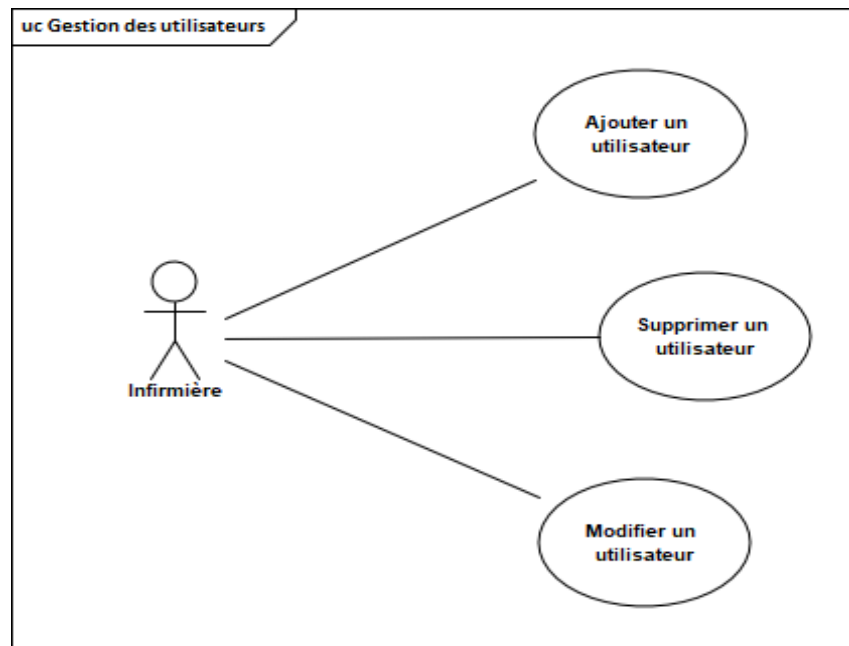 uc Gestion des utilisateurs
Ajouter un
utilisateur
Supprimer un
utilisateur
Infirmière
Modifier un
utilisateur